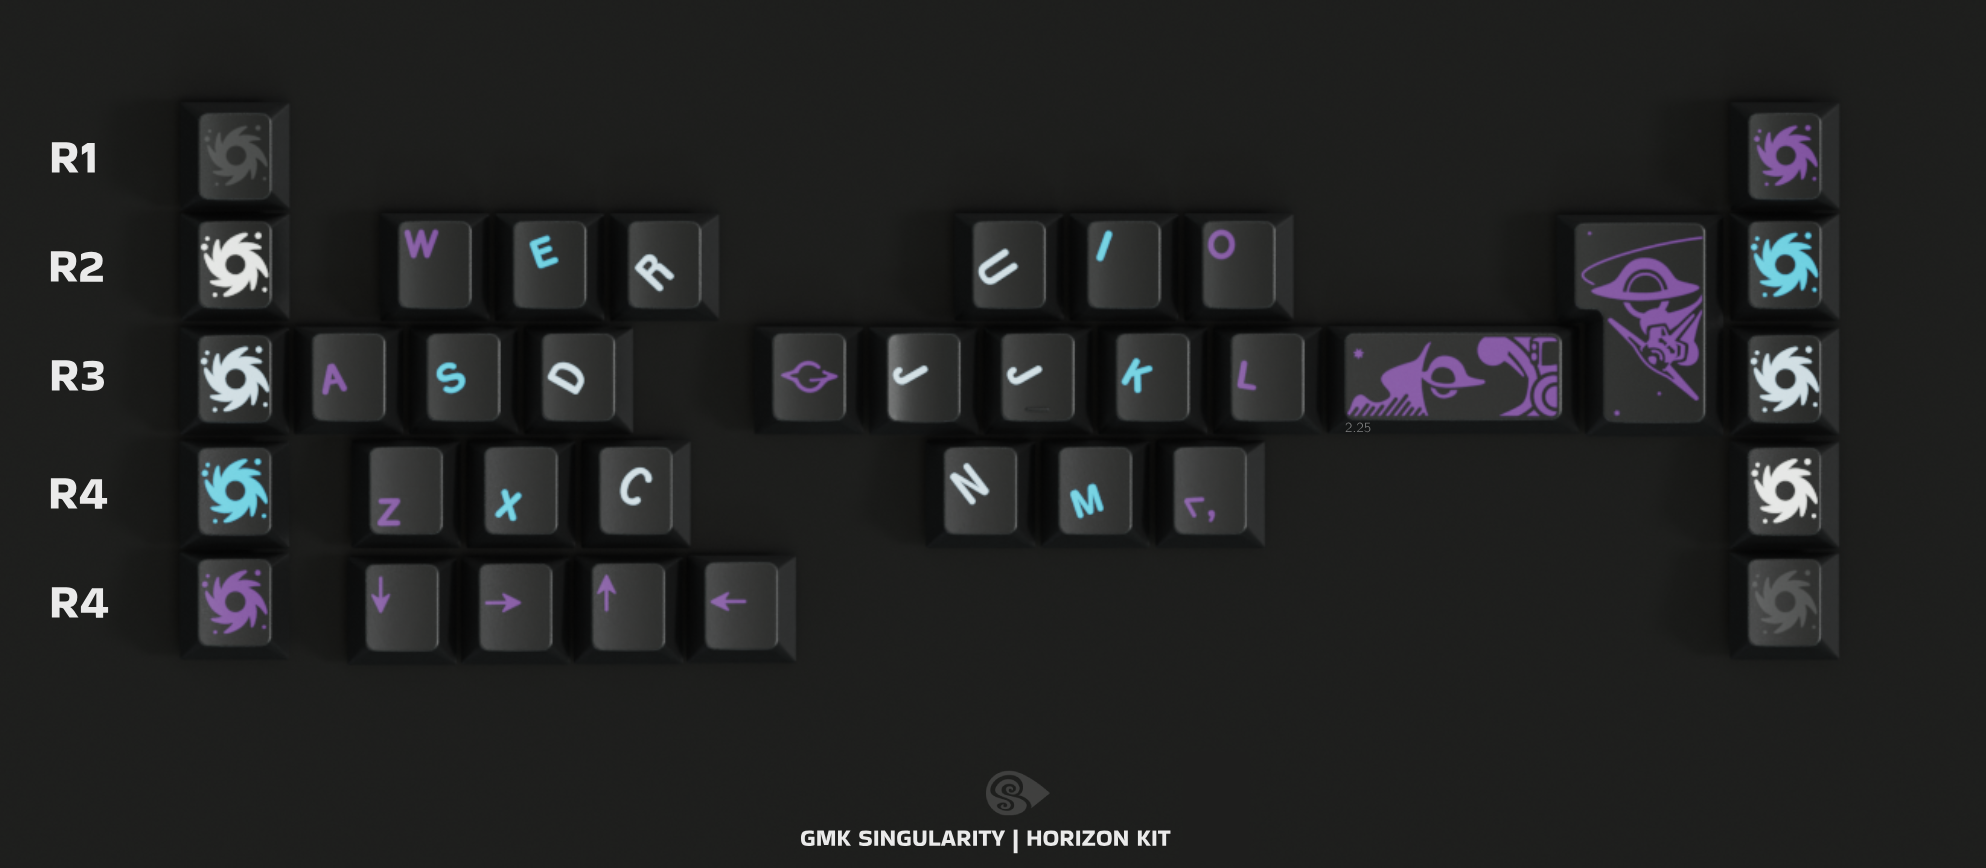 R1
R2
W E R U I O
R3
A S D J J K L
2.25
R4
Z X C N M < ,
R4
↓ → ↑ ←
GMK SINGULARITY | HORIZON KIT